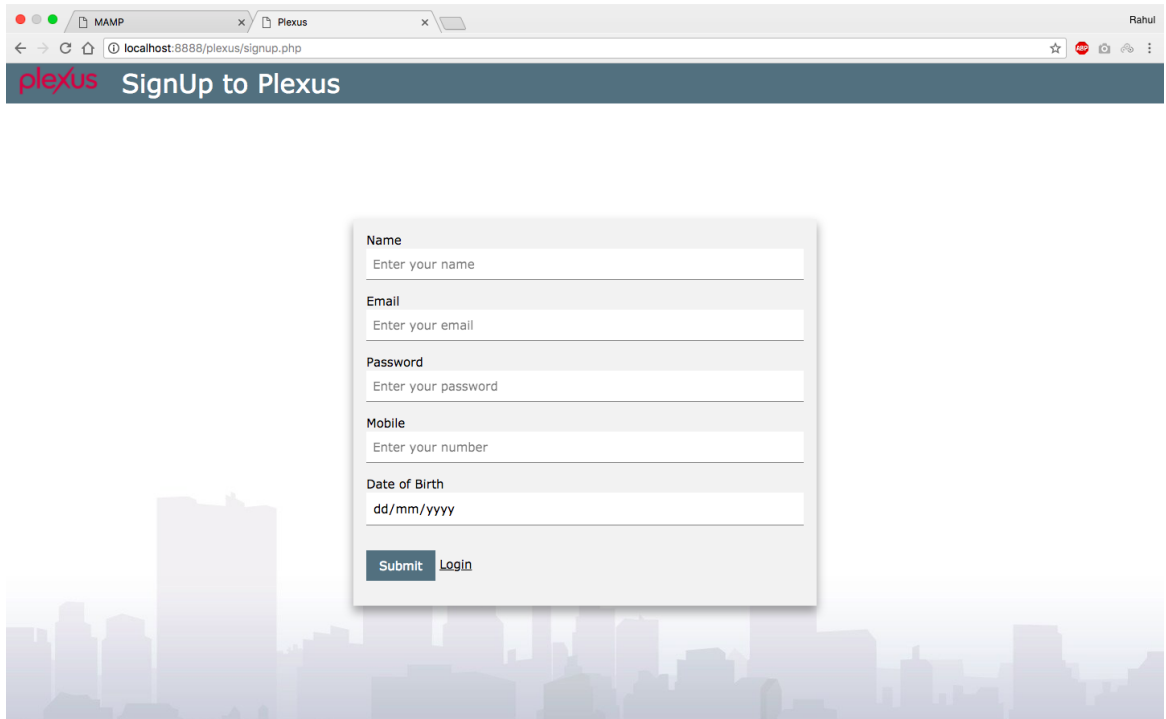 MAMP Plexus Rahul
localhost:8888/plexus/signup.php ABP
plexus SignUp to Plexus
Name
Enter your name
Email
Enter your email
Password
Enter your password
Mobile
Enter your number
Date of Birth
dd/mm/yyyy
Submit Login